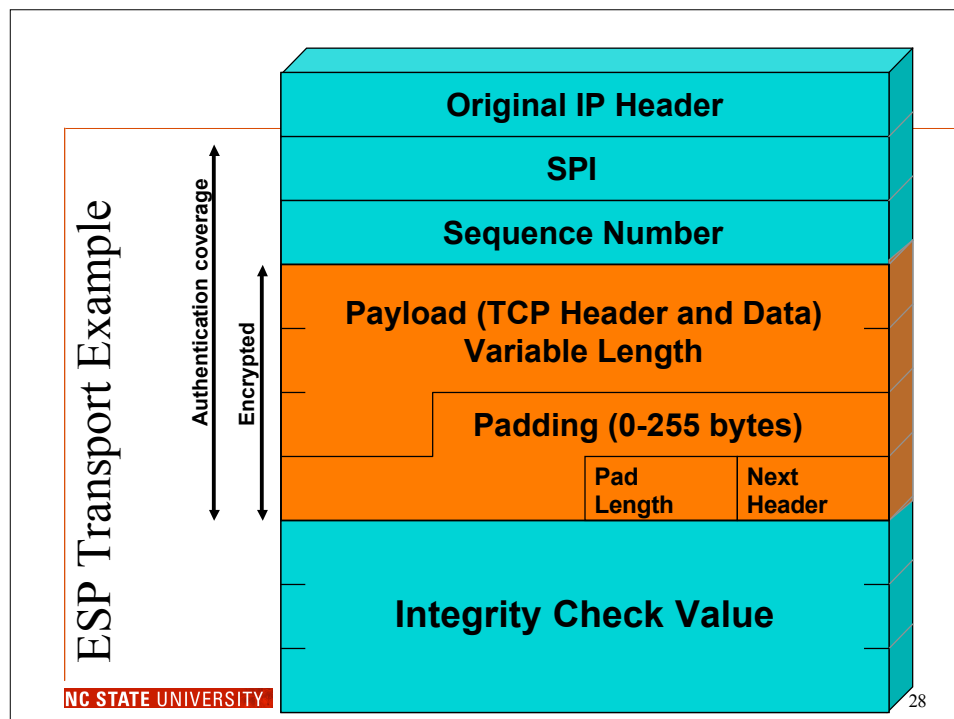 ESP Transport Example
Authentication coverage
Encrypted
Original IP Header
SPI
Sequence Number
Payload (TCP Header and Data)
Variable Length
Padding (0-255 bytes)
Pad
Length
Next
Header
Integrity Check Value
NC STATE UNIVERSITY
28